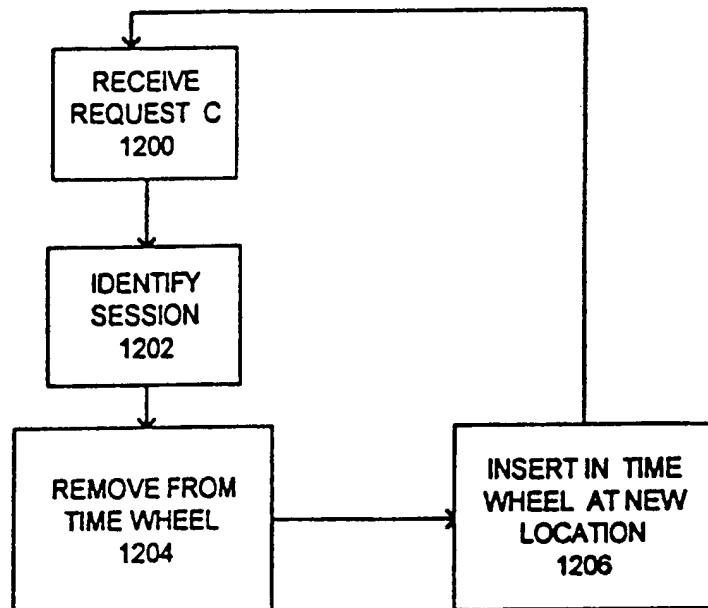 RECEIVE
REQUEST C
1200
IDENTIFY
SESSION
1202
REMOVE FROM
TIME WHEEL
1204
INSERT IN TIME
WHEEL AT NEW
LOCATION
1206